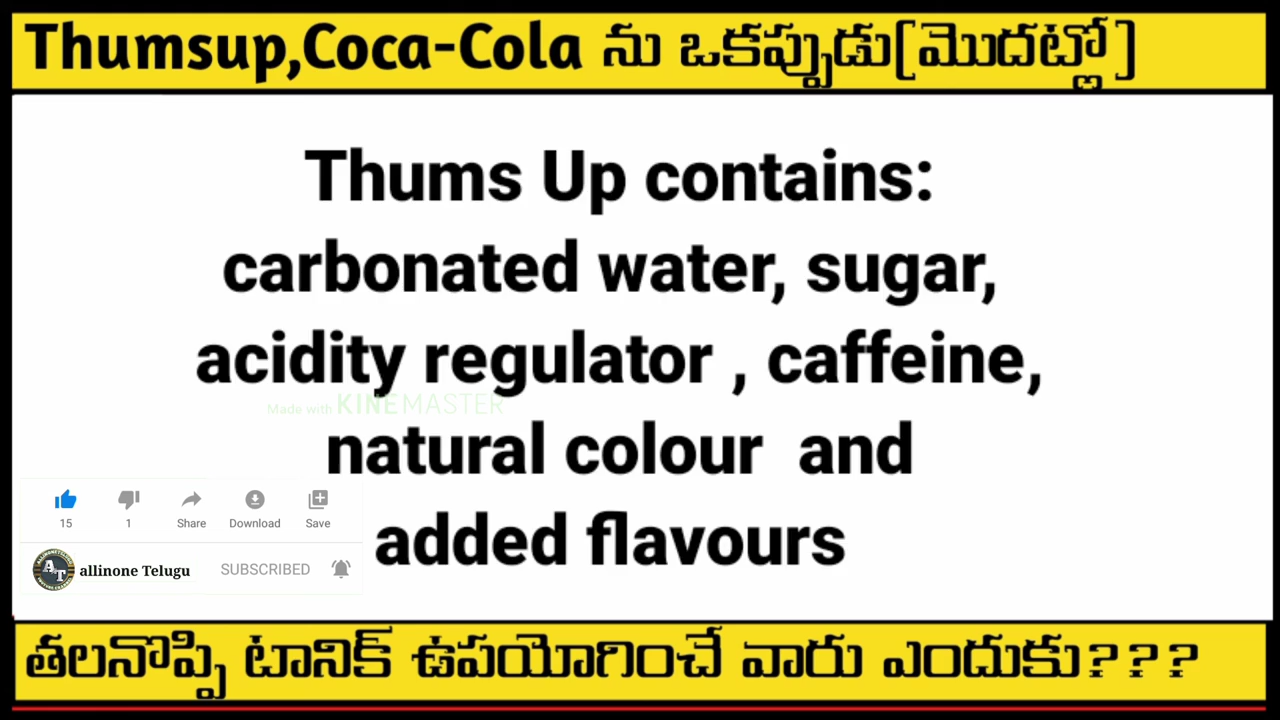 Thumsup,Coca-Cola ను ఒకప్పుడు[మొదట్లో]
Thums Up contains:
carbonated water, sugar,
acidity regulator , caffeine,
Made with KINEMASTER
natural colour and
15 1 Share Download Save
added flavours
allinone Telugu SUBSCRIBED
తలనొప్పి టానిక్ ఉపయోగించే వారు ఎందుకు???